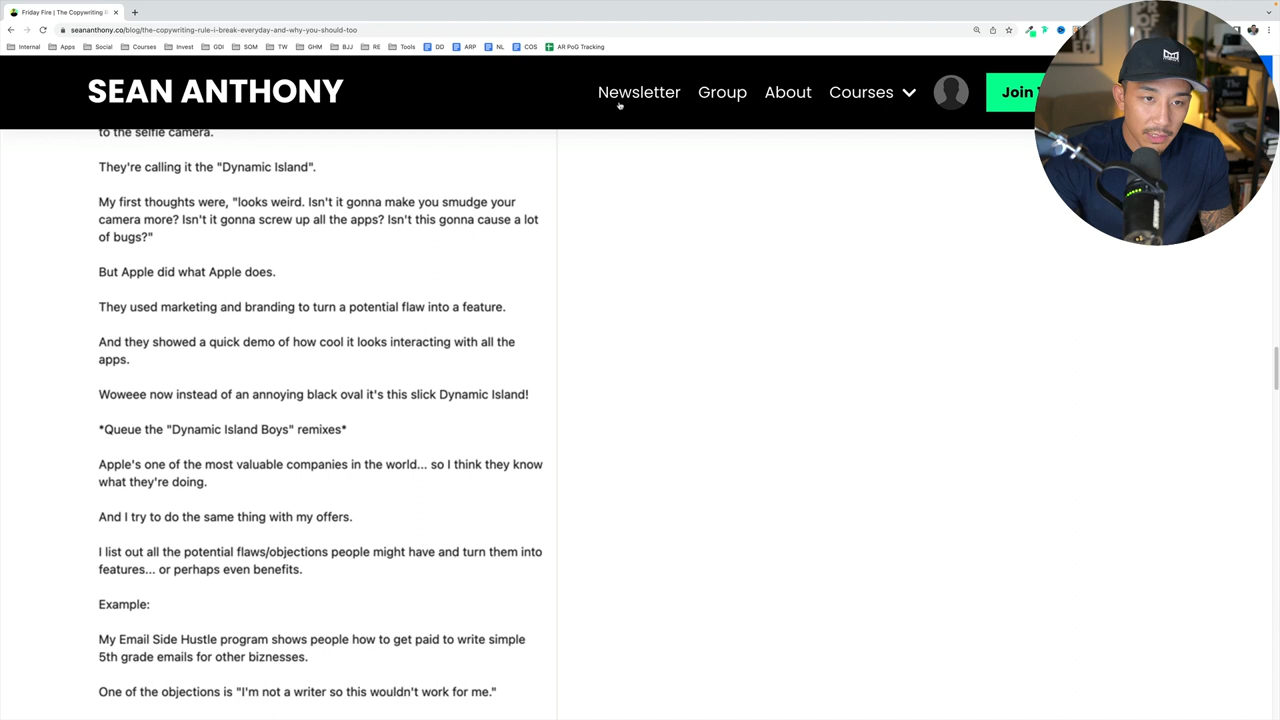 Friday Fire | The Copywriting R
seananthony.co/blog/the-copywriting-rule-i-break-everyday-and-why-you-should-too
Internal Apps Social Courses Invest GDI SOM TW GHM BJJ RE Tools DD ARP NL COS AR PoG Tracking
SEAN ANTHONY
Newsletter Group About Courses Join
to the selfie camera.
They're calling it the "Dynamic Island".
My first thoughts were, "looks weird. Isn't it gonna make you smudge your
camera more? Isn't it gonna screw up all the apps? Isn't this gonna cause a lot
of bugs?"
But Apple did what Apple does.
They used marketing and branding to turn a potential flaw into a feature.
And they showed a quick demo of how cool it looks interacting with all the
apps.
Woweee now instead of an annoying black oval it's this slick Dynamic Island!
*Queue the "Dynamic Island Boys" remixes*
Apple's one of the most valuable companies in the world... so I think they know
what they're doing.
And I try to do the same thing with my offers.
I list out all the potential flaws/objections people might have and turn them into
features... or perhaps even benefits.
Example:
My Email Side Hustle program shows people how to get paid to write simple
5th grade emails for other biznesses.
One of the objections is "I'm not a writer so this wouldn't work for me."